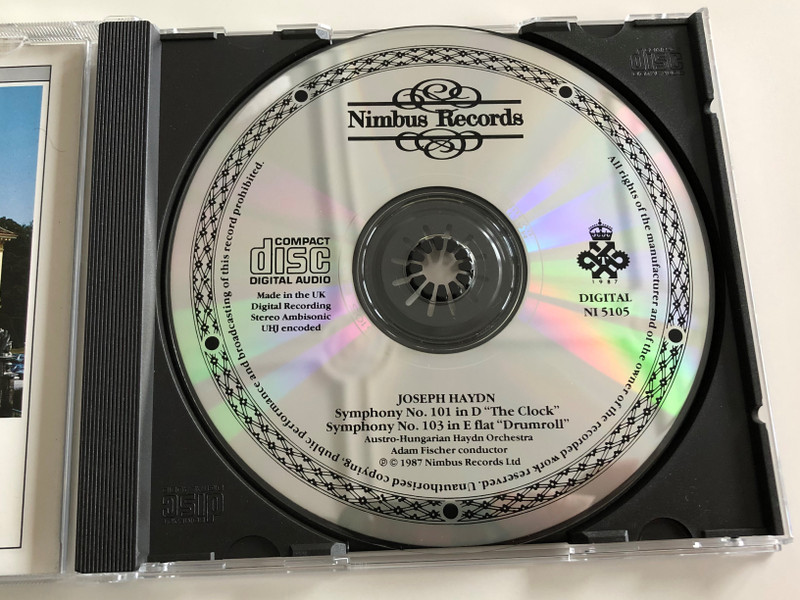 Nimbus Records
All rights of the manufacturer and of the owner of the recorded work reserved. Unauthorised copying, public performance and broadcasting of this record prohibited.
COMPACT
disc
DIGITAL AUDIO
Made in the UK
Digital Recording
Stereo Ambisonic
UHJ encoded
1987
DIGITAL
NI 5105
JOSEPH HAYDN
Symphony No. 101 in D “The Clock”
Symphony No. 103 in E flat “Drumroll”
Austro-Hungarian Haydn Orchestra
Adam Fischer conductor
℗ © 1987 Nimbus Records Ltd
disc
disc